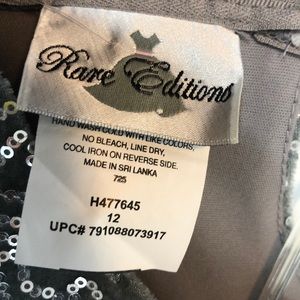 Rare Editions
HAND WASH COLD WITH LIKE COLORS,
NO BLEACH, LINE DRY,
COOL IRON ON REVERSE SIDE.
MADE IN SRI LANKA
725
H477645
12
UPC# 791088073917